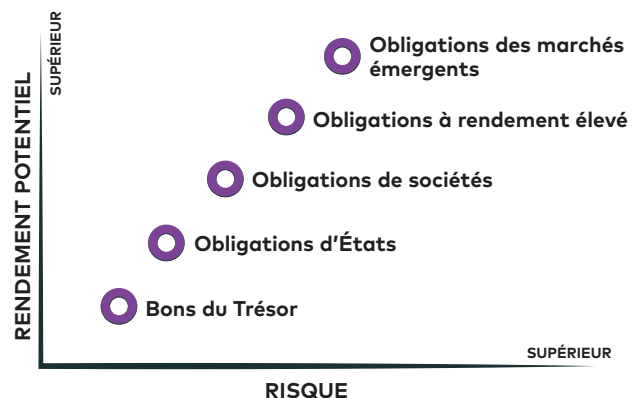 SUPÉRIEUR
RENDEMENT POTENTIEL
Obligations des marchés
émergents
Obligations à rendement élevé
Obligations de sociétés
Obligations d’États
Bons du Trésor
SUPÉRIEUR
RISQUE